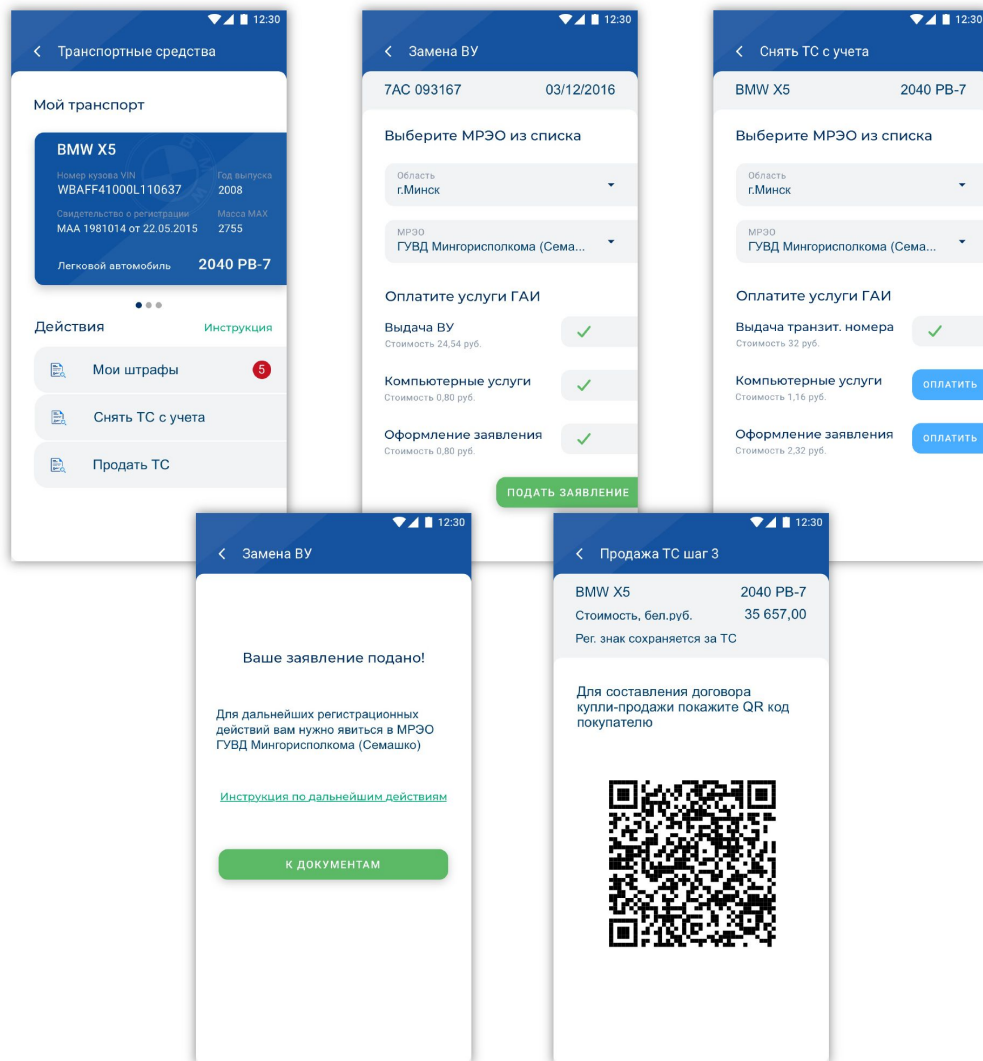 12:30
Транспортные средства
Мой транспорт
BMW X5
Номер кузова VIN Год выпуска
WBAFF41000L110637 2008
Свидетельство о регистрации Масса MAX
MAA 1981014 от 22.05.2015 2755
Легковой автомобиль 2040 PB-7
Действия Инструкция
Мои штрафы 5
Снять ТС с учета
Продать ТС
12:30
Замена ВУ
7AC 093167 03/12/2016
Выберите МРЭО из списка
Область
г.Минск
МРЭО
ГУВД Мингорисполкома (Сема...
Оплатите услуги ГАИ
Выдача ВУ
Стоимость 24,54 руб.
Компьютерные услуги
Стоимость 0,80 руб.
Оформление заявления
Стоимость 0,80 руб.
ПОДАТЬ ЗАЯВЛЕНИЕ
12:30
Снять ТС с учета
BMW X5 2040 PB-7
Выберите МРЭО из списка
Область
г.Минск
МРЭО
ГУВД Мингорисполкома (Сема...
Оплатите услуги ГАИ
Выдача транзит. номера
Стоимость 32 руб.
Компьютерные услуги ОПЛАТИТЬ
Стоимость 1,16 руб.
Оформление заявления ОПЛАТИТЬ
Стоимость 2,32 руб.
12:30
Замена ВУ
Ваше заявление подано!
Для дальнейших регистрационных
действий вам нужно явиться в МРЭО
ГУВД Мингорисполкома (Семашко)
Инструкция по дальнейшим действиям
К ДОКУМЕНТАМ
12:30
Продажа ТС шаг 3
BMW X5 2040 PB-7
Стоимость, бел.руб. 35 657,00
Рег. знак сохраняется за ТС
Для составления договора
купли-продажи покажите QR код
покупателю